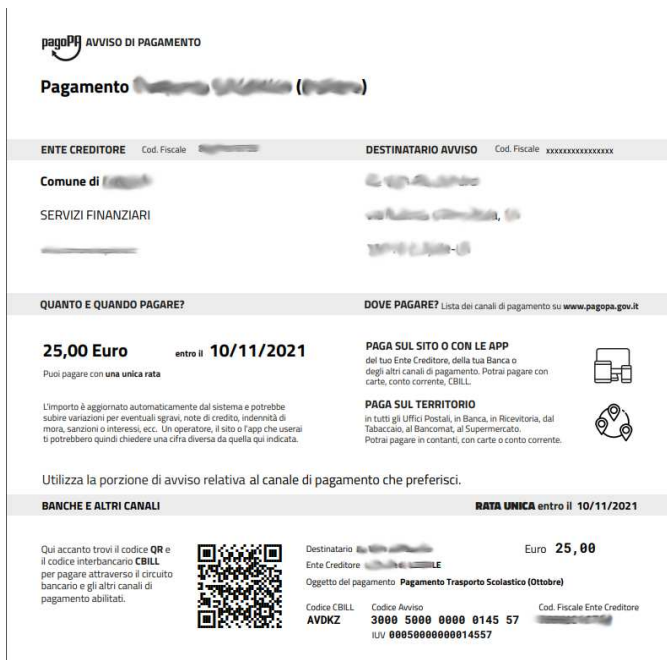 pagoPA AVVISO DI PAGAMENTO
Pagamento ( )
ENTE CREDITORE Cod. Fiscale
DESTINATARIO AVVISO Cod. Fiscale xxxxxxxxxxxxxxxx
Comune di
SERVIZI FINANZIARI
QUANTO E QUANDO PAGARE?
DOVE PAGARE? Lista dei canali di pagamento su www.pagopa.gov.it
25,00 Euro entro il 10/11/2021
Puoi pagare con una unica rata
L'importo è aggiornato automaticamente dal sistema e potrebbe
subire variazioni per eventuali sgravi, note di credito, indennità di
mora, sanzioni o interessi, ecc. Un operatore, il sito o l'app che userai
ti potrebbero quindi chiedere una cifra diversa da quella qui indicata.
PAGA SUL SITO O CON LE APP
del tuo Ente Creditore, della tua Banca o
degli altri canali di pagamento. Potrai pagare con
carte, conto corrente, CBILL.
PAGA SUL TERRITORIO
in tutti gli Uffici Postali, in Banca, in Ricevitoria, dal
Tabaccaio, al Bancomat, al Supermercato.
Potrai pagare in contanti, con carte o conto corrente.
Utilizza la porzione di avviso relativa al canale di pagamento che preferisci.
BANCHE E ALTRI CANALI
RATA UNICA entro il 10/11/2021
Qui accanto trovi il codice QR e
il codice interbancario CBILL
per pagare attraverso il circuito
bancario e gli altri canali di
pagamento abilitati.
Destinatario
Euro 25,00
Ente Creditore LE
Oggetto del pagamento Pagamento Trasporto Scolastico (Ottobre)
Codice CBILL Codice Avviso Cod. Fiscale Ente Creditore
AVDKZ 3000 5000 0000 0145 57
IUV 00050000000014557